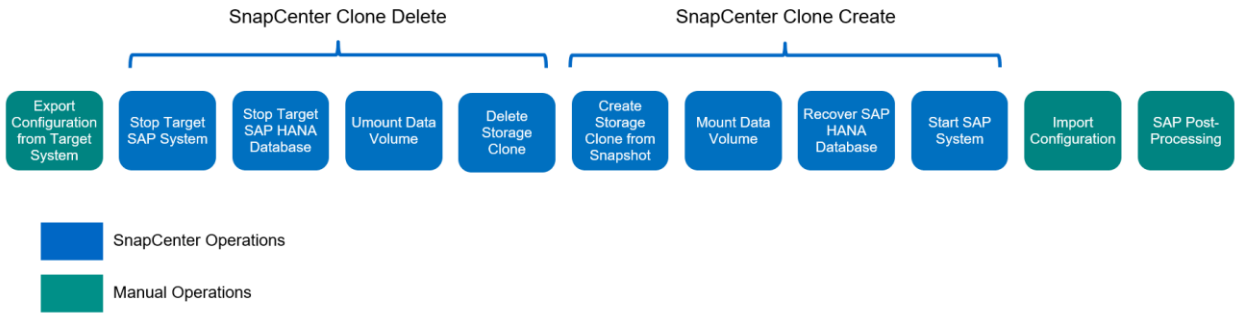 SnapCenter Clone Delete
SnapCenter Clone Create
Export
Configuration
from Target
System
Stop Target
SAP System
Stop Target
SAP HANA
Database
Umount Data
Volume
Delete
Storage
Clone
Create
Storage
Clone from
Snapshot
Mount Data
Volume
Recover SAP
HANA
Database
Start SAP
System
Import
Configuration
SAP Post-
Processing
SnapCenter Operations
Manual Operations